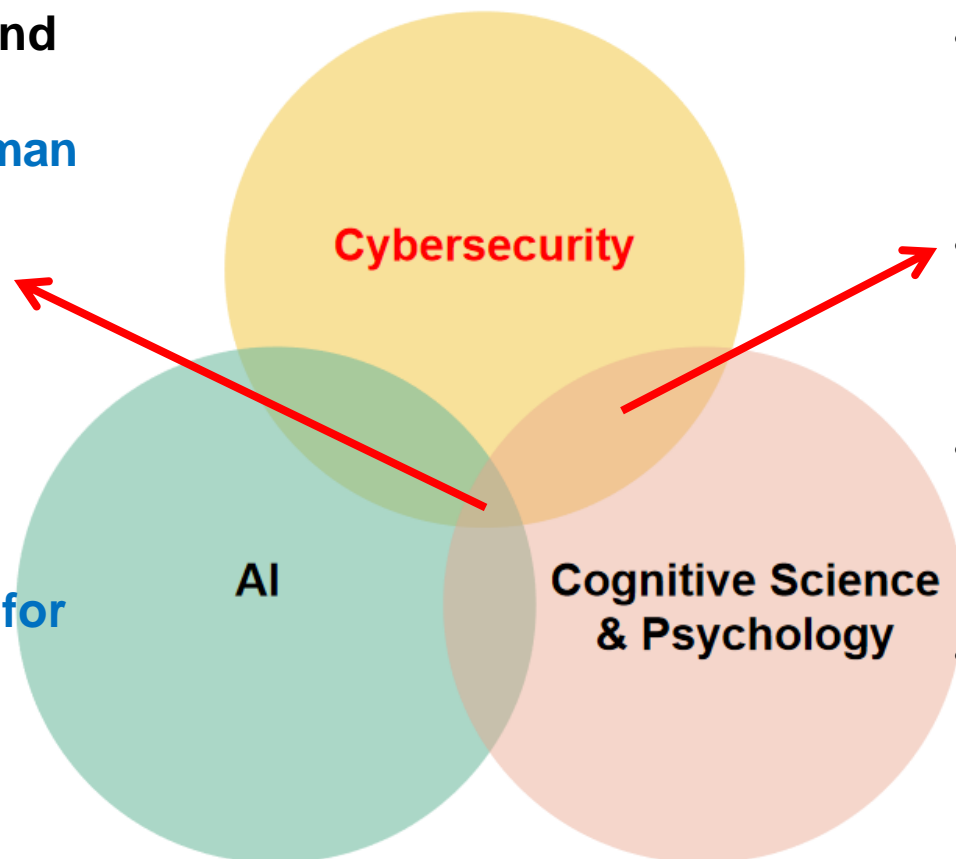 nd
man
Cybersecurity
AI
Cognitive Science
& Psychology
for